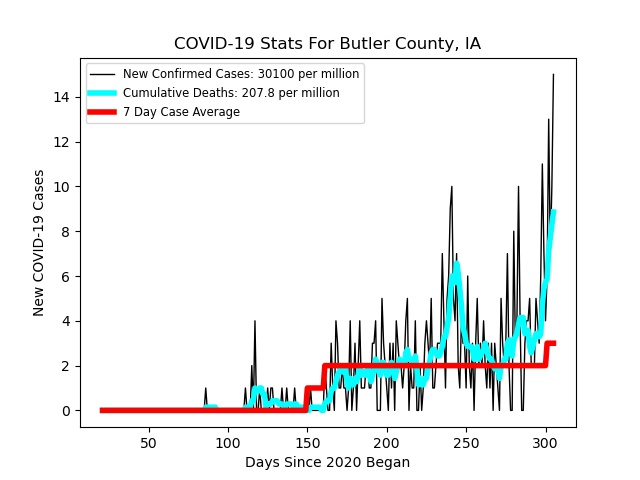 COVID-19 Stats For Butler County, IA
New Confirmed Cases: 30100 per million
Cumulative Deaths: 207.8 per million
7 Day Case Average
New COVID-19 Cases
14
12
10
8
6
4
2
0
50 100 150 200 250 300
Days Since 2020 Began